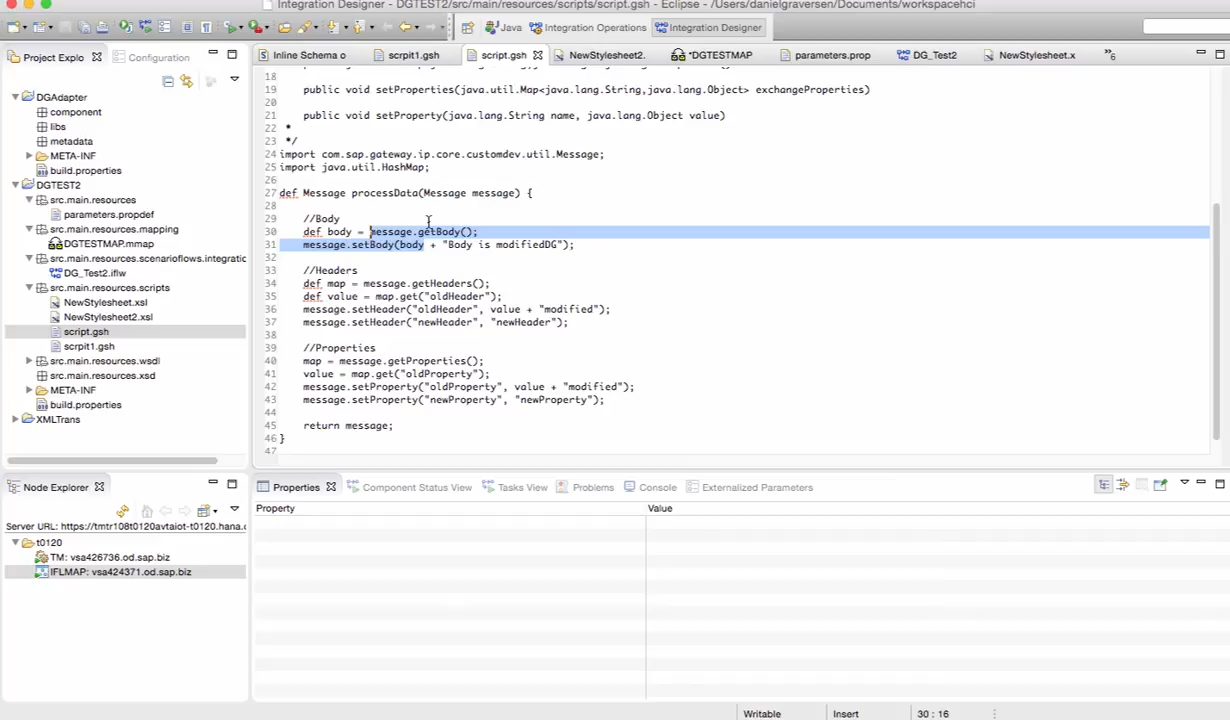 Integration Designer - DGTEST2/src/main/resources/scripts/script.gsh - Eclipse - /Users/danielgraversen/Documents/workspacehci
Java Integration Operations Integration Designer
Project Explo Configuration
Inline Schema o scrpit1.gsh script.gsh NewStylesheet2. *DGTESTMAP parameters.prop DG_Test2 NewStylesheet.x »6
DGAdapter
component
libs
metadata
META-INF
build.properties
DGTEST2
src.main.resources
parameters.propdef
src.main.resources.mapping
DGTESTMAP.mmap
src.main.resources.scenarioflows.integratio
DG_Test2.iflw
src.main.resources.scripts
NewStylesheet.xsl
NewStylesheet2.xsl
script.gsh
scrpit1.gsh
src.main.resources.wsdl
src.main.resources.xsd
META-INF
build.properties
XMLTrans
18
19 public void setProperties(java.util.Map<java.lang.String,java.lang.Object> exchangeProperties)
20
21 public void setProperty(java.lang.String name, java.lang.Object value)
22 *
23 */
24 import com.sap.gateway.ip.core.customdev.util.Message;
25 import java.util.HashMap;
26
27 def Message processData(Message message) {
28
29 //Body
30 def body = message.getBody();
31 message.setBody(body + "Body is modifiedDG");
32
33 //Headers
34 def map = message.getHeaders();
35 def value = map.get("oldHeader");
36 message.setHeader("oldHeader", value + "modified");
37 message.setHeader("newHeader", "newHeader");
38
39 //Properties
40 map = message.getProperties();
41 value = map.get("oldProperty");
42 message.setProperty("oldProperty", value + "modified");
43 message.setProperty("newProperty", "newProperty");
44
45 return message;
46 }
47
Node Explorer
Server URL: https://tmtr108t0120avtaiot-t0120.hana.o
t0120
TM: vsa426736.od.sap.biz
IFLMAP: vsa424371.od.sap.biz
Properties Component Status View Tasks View Problems Console Externalized Parameters
Property Value
Writable Insert 30 : 16